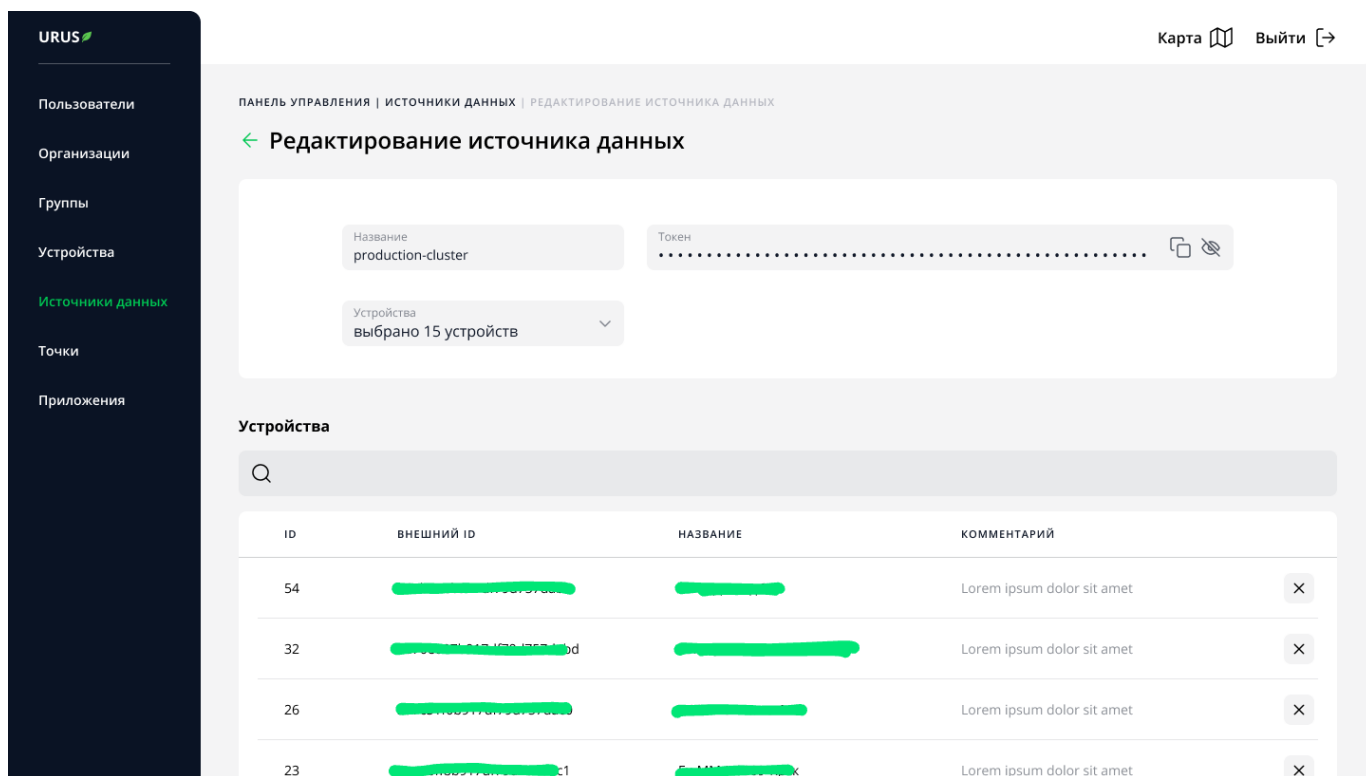 URUS
Карта
Выйти
Пользователи
Организации
Группы
Устройства
Источники данных
Точки
Приложения
ПАНЕЛЬ УПРАВЛЕНИЯ | ИСТОЧНИКИ ДАННЫХ | РЕДАКТИРОВАНИЕ ИСТОЧНИКА ДАННЫХ
Редактирование источника данных
Название
production-cluster
Токен
Устройства
выбрано 15 устройств
Устройства
ID ВНЕШНИЙ ID НАЗВАНИЕ КОММЕНТАРИЙ
54 Lorem ipsum dolor sit amet
32 Lorem ipsum dolor sit amet
26 Lorem ipsum dolor sit amet
23 Lorem ipsum dolor sit amet